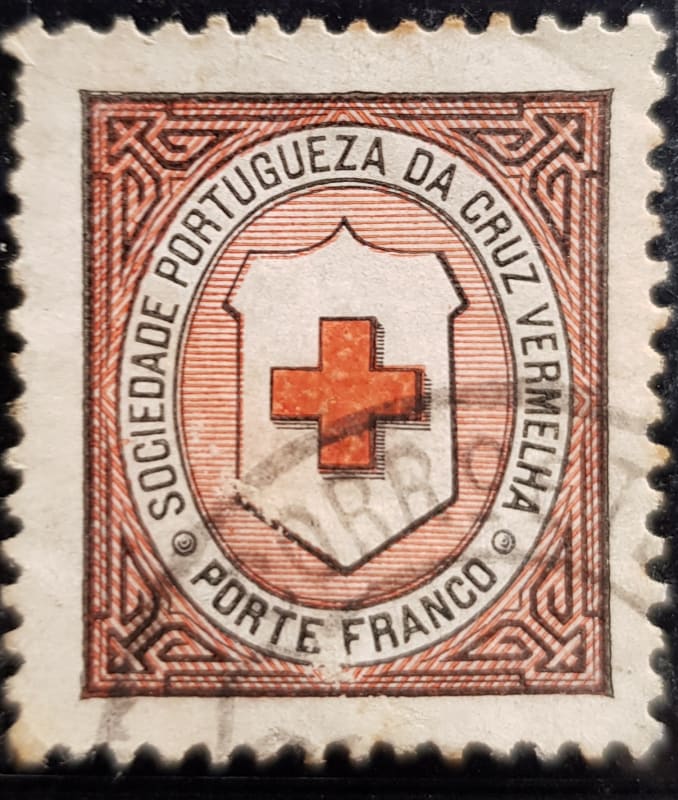 SOCIEDADE PORTUGUEZA DA CRUZ VERMELHA
PORTE FRANCO